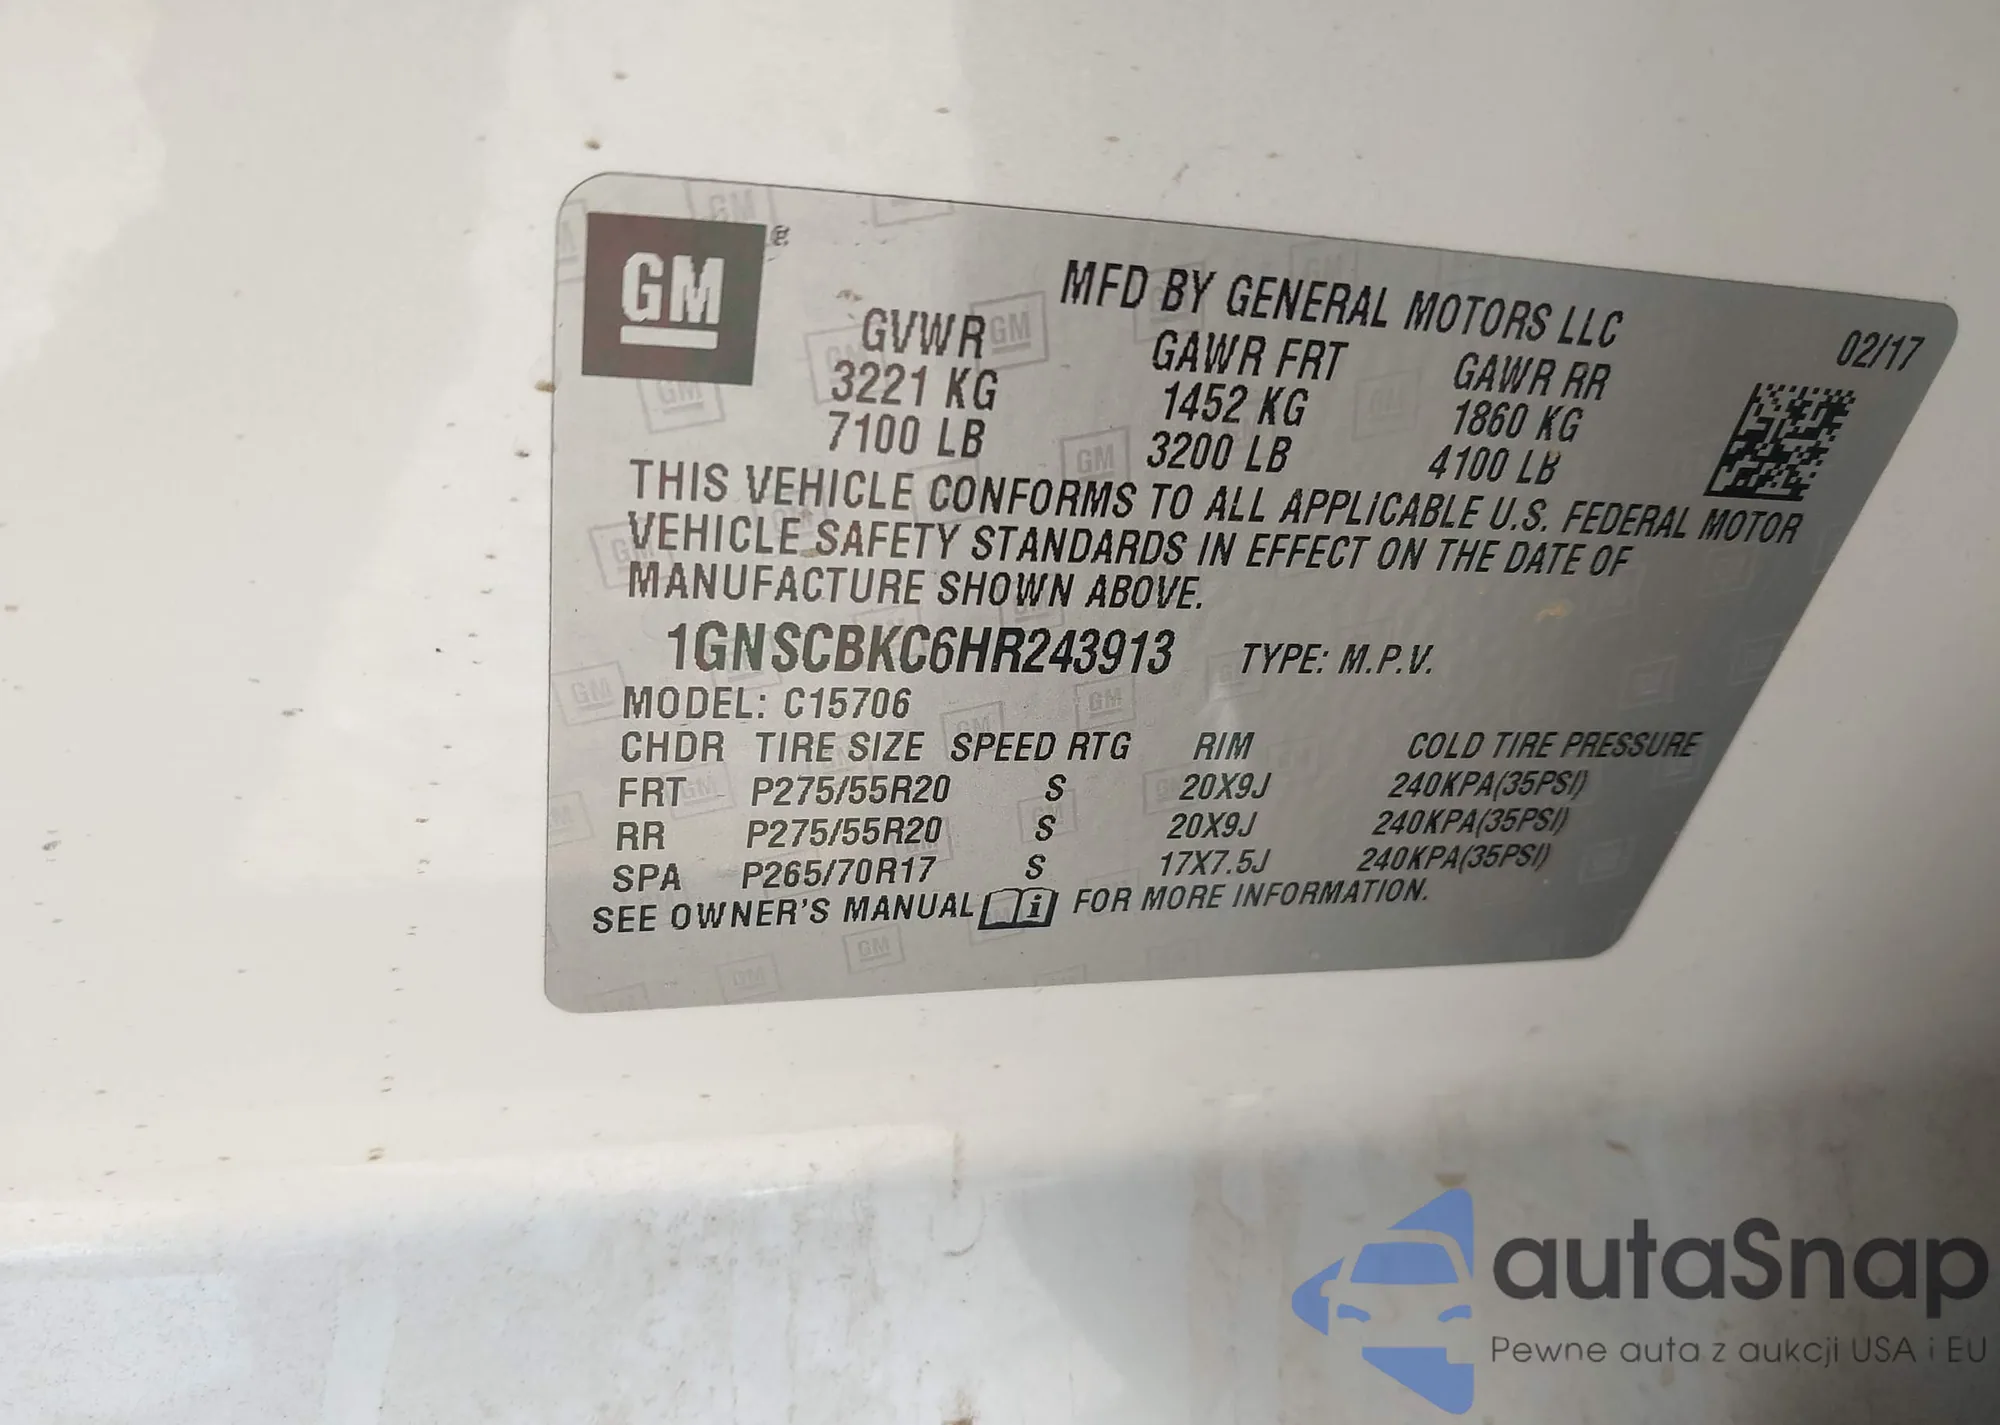 GM
MFD BY GENERAL MOTORS LLC
02/17
GVWR GAWR FRT GAWR RR
3221 KG 1452 KG 1860 KG
7100 LB 3200 LB 4100 LB
THIS VEHICLE CONFORMS TO ALL APPLICABLE U.S. FEDERAL MOTOR
VEHICLE SAFETY STANDARDS IN EFFECT ON THE DATE OF
MANUFACTURE SHOWN ABOVE.
1GNSCBKC6HR243913 TYPE: M.P.V.
MODEL: C15706
CHDR TIRE SIZE SPEED RTG RIM COLD TIRE PRESSURE
FRT P275/55R20 S 20X9J 240KPA(35PSI)
RR P275/55R20 S 20X9J 240KPA(35PSI)
SPA P265/70R17 S 17X7.5J 240KPA(35PSI)
SEE OWNER'S MANUAL i FOR MORE INFORMATION.
autaSnap
Pewne auta z aukcji USA i EU